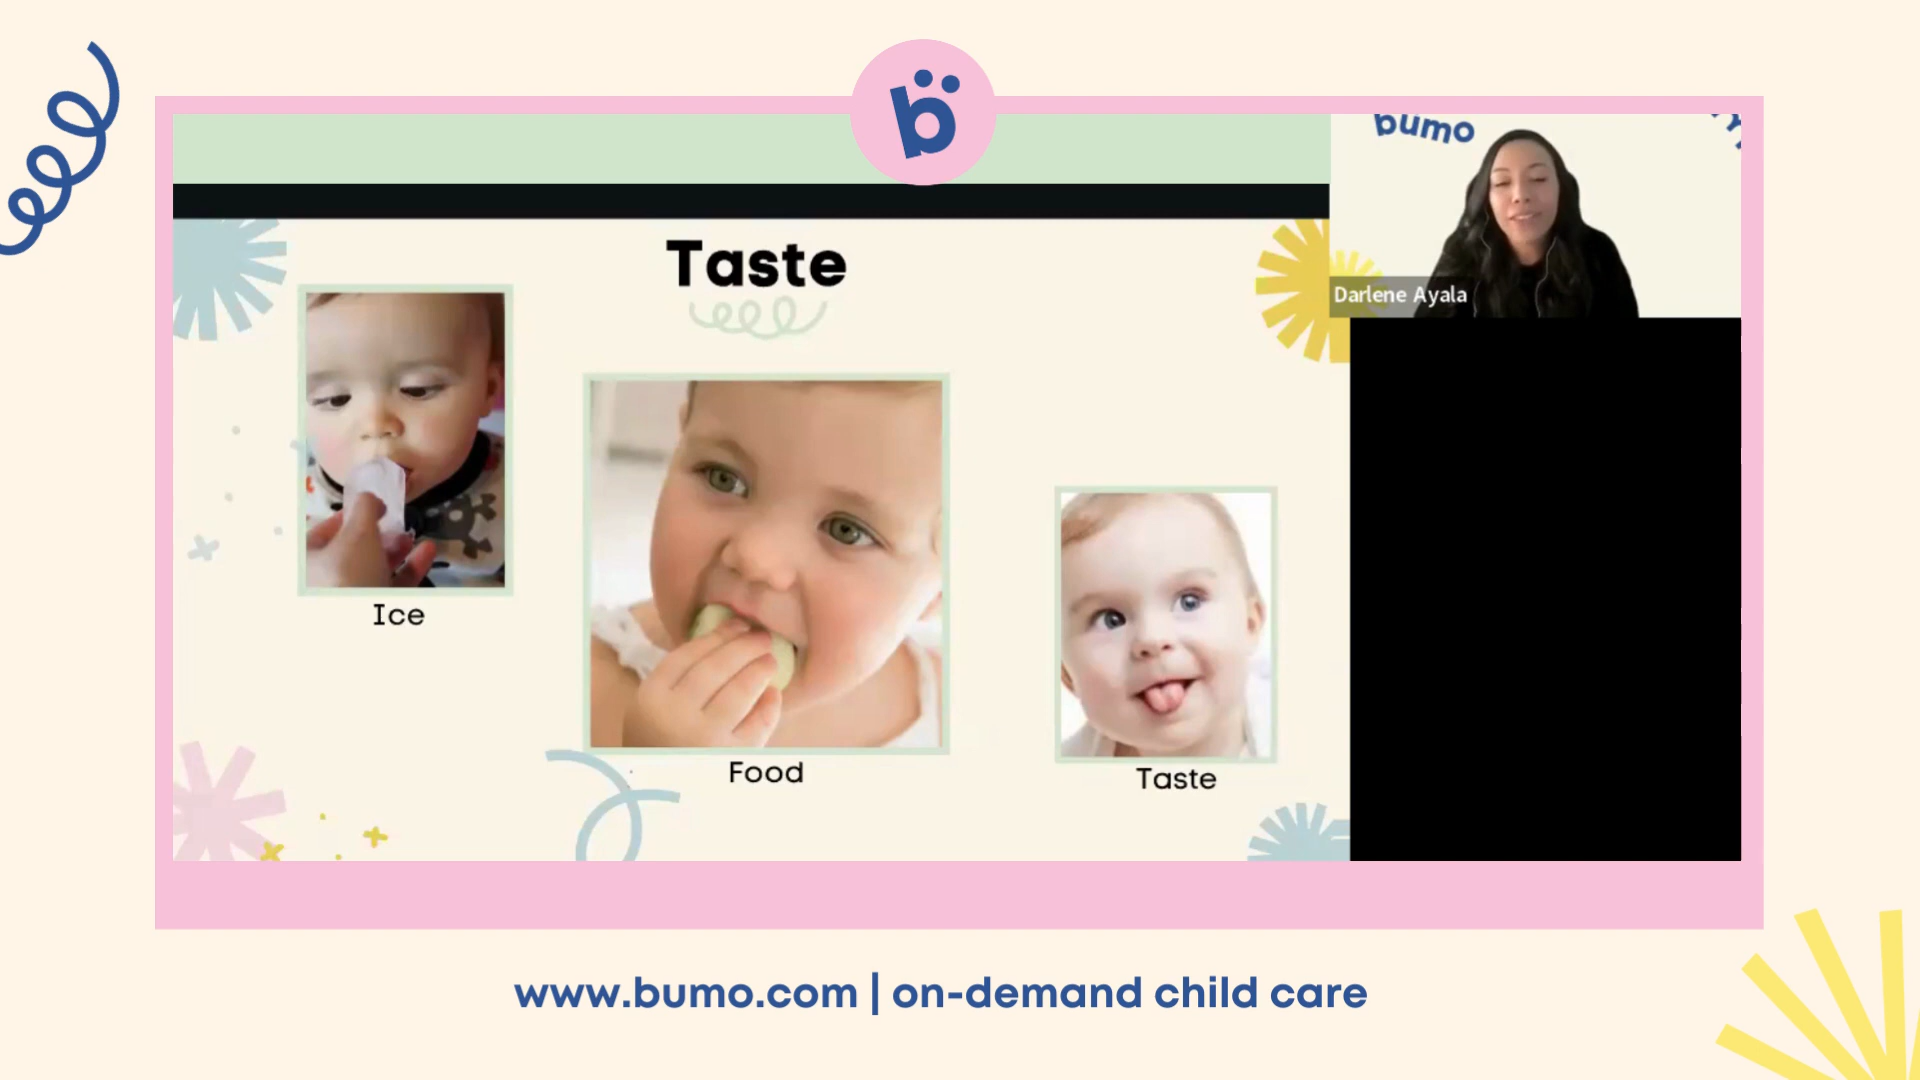 b
bumo
Darlene Ayala
Taste
Ice
Food
Taste
www.bumo.com | on-demand child care